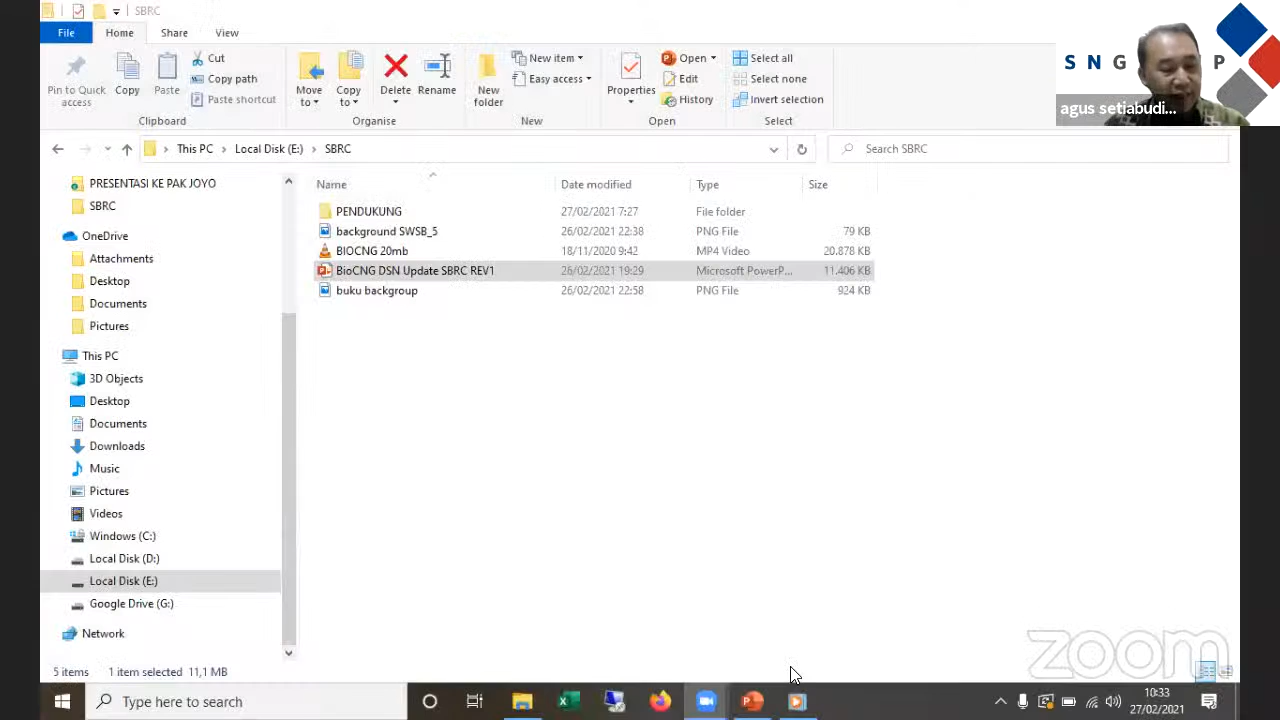 SBRC
File Home Share View
Pin to Quick access
Copy
Paste
Cut
Copy path
Paste shortcut
Clipboard
Move to
Copy to
Delete
Rename
Organise
New folder
New item
Easy access
New
Properties
Open
Edit
History
Open
Select all
Select none
Invert selection
Select
S N G P
agus setiabudi...
This PC > Local Disk (E:) > SBRC
Search SBRC
PRESENTASI KE PAK JOYO
SBRC
OneDrive
Attachments
Desktop
Documents
Pictures
This PC
3D Objects
Desktop
Documents
Downloads
Music
Pictures
Videos
Windows (C:)
Local Disk (D:)
Local Disk (E:)
Google Drive (G:)
Network
Name Date modified Type Size
PENDUKUNG 27/02/2021 7:27 File folder
background SWSB_5 26/02/2021 22:38 PNG File 79 KB
BIOCNG 20mb 18/11/2020 9:42 MP4 Video 20.878 KB
BioCNG DSN Update SBRC REV1 26/02/2021 19:29 Microsoft PowerP... 11.406 KB
buku backgroup 26/02/2021 22:58 PNG File 924 KB
zoom
5 items 1 item selected 11,1 MB
Type here to search
10:33
27/02/2021